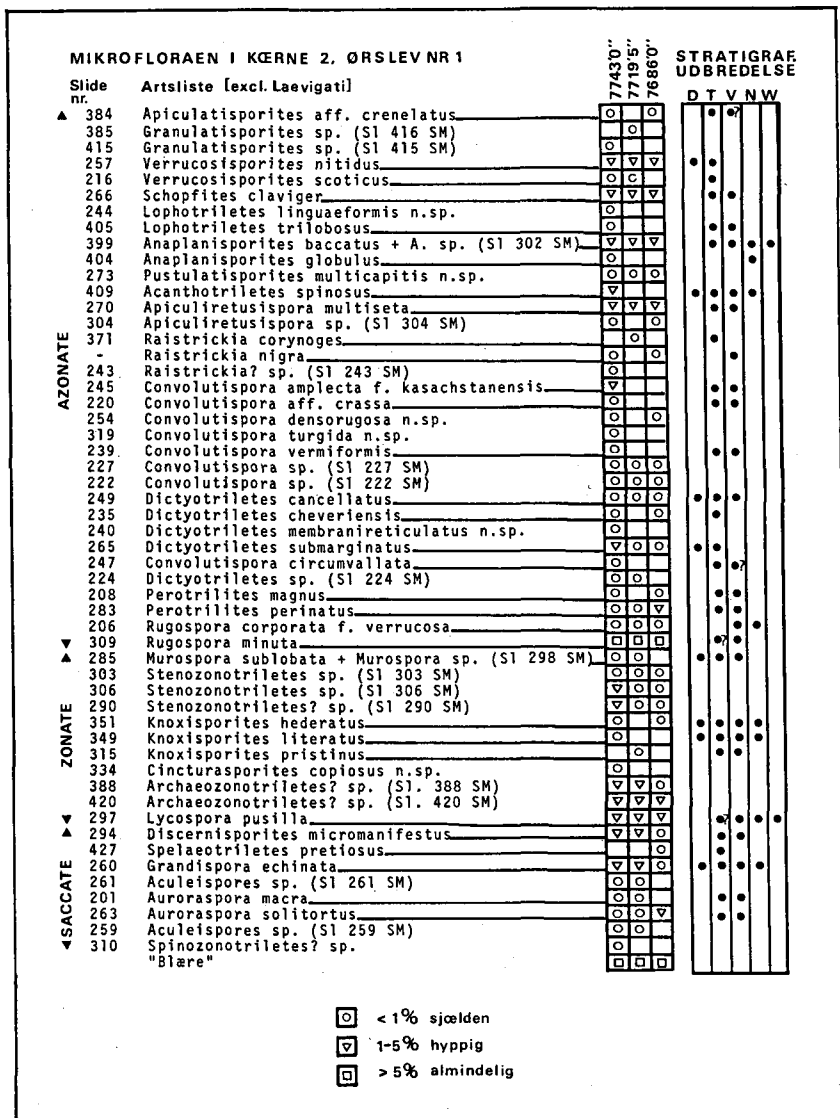 MIKROFLORAEN I KŒRNE 2, ØRSLEV NR 1
7743'0" 7719'5" 7686'0"
STRATIGRAF. UDBREDELSE
Slide nr. Artsliste [excl. Laevigati]
D T V N W
384 Apiculatisporites aff. crenelatus
385 Granulatisporites sp. (Sl 416 SM)
415 Granulatisporites sp. (Sl 415 SM)
257 Verrucosisporites nitidus
216 Verrucosisporites scoticus
266 Schopfites claviger
244 Lophotriletes linguaeformis n.sp.
405 Lophotriletes trilobosus
399 Anaplanisporites baccatus + A. sp. (Sl 302 SM)
404 Anaplanisporites globulus
273 Pustulatisporites multicapitis n.sp.
409 Acanthotriletes spinosus
270 Apiculiretusispora multiseta
304 Apiculiretusispora sp. (Sl 304 SM)
371 Raistrickia corynoges
- Raistrickia nigra
243 Raistrickia? sp. (Sl 243 SM)
245 Convolutispora amplecta f. kasachstanensis
220 Convolutispora aff. crassa
254 Convolutispora densorugosa n.sp.
319 Convolutispora turgida n.sp.
239 Convolutispora vermiformis
227 Convolutispora sp. (Sl 227 SM)
222 Convolutispora sp. (Sl 222 SM)
249 Dictyotriletes cancellatus
235 Dictyotriletes cheveriensis
240 Dictyotriletes membranireticulatus n.sp.
265 Dictyotriletes submarginatus
247 Convolutispora circumvallata
224 Dictyotriletes sp. (Sl 224 SM)
208 Perotrilites magnus
283 Perotrilites perinatus
206 Rugospora corporata f. verrucosa
309 Rugospora minuta
285 Murospora sublobata + Murospora sp. (Sl 298 SM)
303 Stenozonotriletes sp. (Sl 303 SM)
306 Stenozonotriletes sp. (Sl 306 SM)
290 Stenozonotriletes? sp. (Sl 290 SM)
351 Knoxisporites hederatus
349 Knoxisporites literatus
315 Knoxisporites pristinus
334 Cincturasporites copiosus n.sp.
388 Archaeozonotriletes? sp. (Sl. 388 SM)
420 Archaeozonotriletes? sp. (Sl. 420 SM)
297 Lycospora pusilla
294 Discernisporites micromanifestus
427 Spelaeotriletes pretiosus
260 Grandispora echinata
261 Aculeispores sp. (Sl 261 SM)
201 Auroraspora macra
263 Auroraspora solitortus
259 Aculeispores sp. (Sl 259 SM)
310 Spinozonotriletes? sp.
"Blære"
AZONATE
ZONATE
SACCATE
< 1% sjœlden
1-5% hyppig
> 5% almindelig